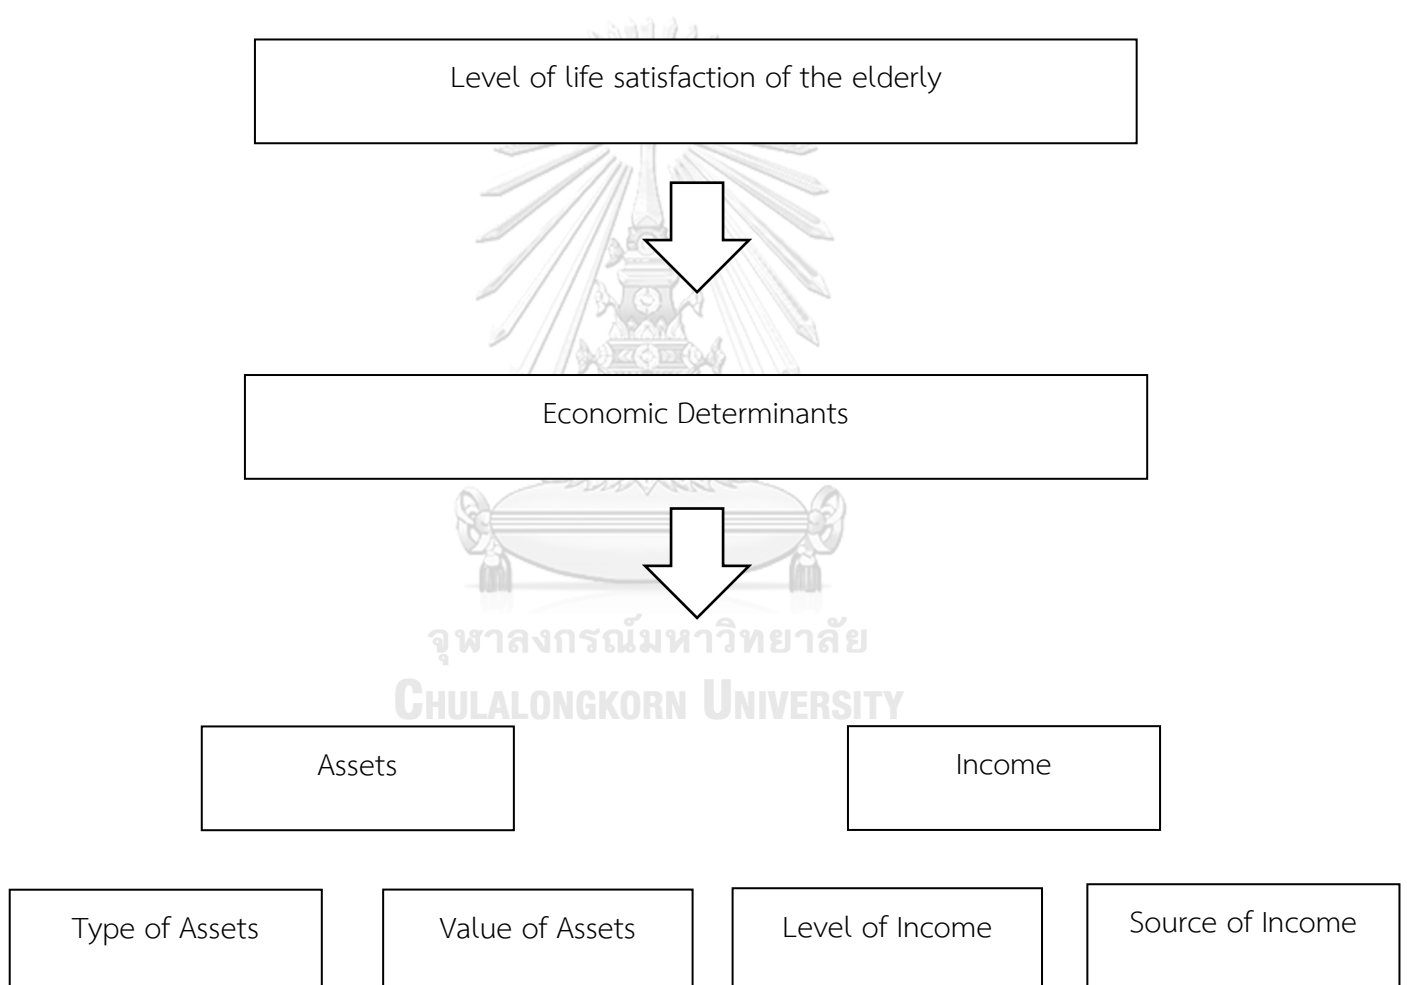 Level of life satisfaction of the elderly
Economic Determinants
จุฬาลงกรณ์มหาวิทยาลัย
CHULALONGKORN UNIVERSITY
Assets
Income
Type of Assets
Value of Assets
Level of Income
Source of Income